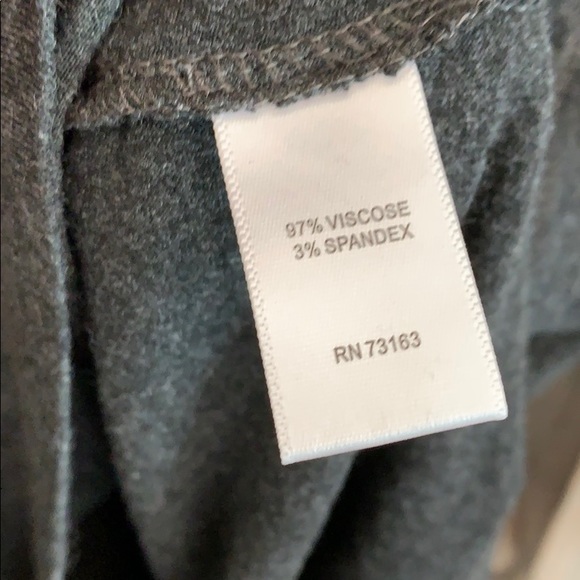 97% VISCOSE
3% SPANDEX
RN 73163